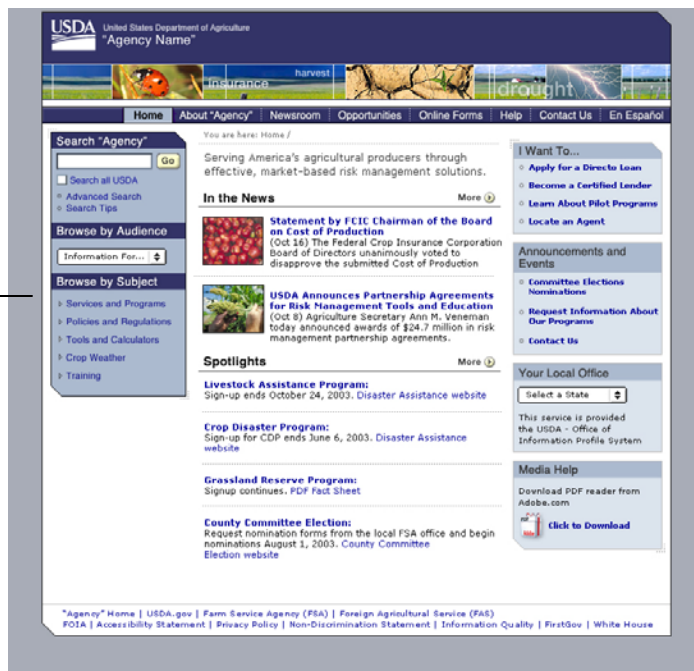 USDA United States Department of Agriculture
"Agency Name"
insurance harvest drought
Home About "Agency" Newsroom Opportunities Online Forms Help Contact Us En Español
Search "Agency"
Go
Search all USDA
Advanced Search
Search Tips
Browse by Audience
Information For...
Browse by Subject
Services and Programs
Policies and Regulations
Tools and Calculators
Crop Weather
Training
You are here: Home /
Serving America's agricultural producers through
effective, market-based risk management solutions.
In the News More
Statement by FCIC Chairman of the Board
on Cost of Production
(Oct 16) The Federal Crop Insurance Corporation
Board of Directors unanimously voted to
disapprove the submitted Cost of Production
USDA Announces Partnership Agreements
for Risk Management Tools and Education
(Oct 8) Agriculture Secretary Ann M. Veneman
today announced awards of $24.7 million in risk
management partnership agreements.
Spotlights More
Livestock Assistance Program:
Sign-up ends October 24, 2003. Disaster Assistance website
Crop Disaster Program:
Sign-up for CDP ends June 6, 2003. Disaster Assistance
website
Grassland Reserve Program:
Signup continues. PDF Fact Sheet
County Committee Election:
Request nomination forms from the local FSA office and begin
nominations August 1, 2003. County Committee
Election website
I Want To...
Apply for a Directo Loan
Become a Certified Lender
Learn About Pilot Programs
Locate an Agent
Announcements and
Events
Committee Elections
Nominations
Request Information About
Our Programs
Contact Us
Your Local Office
Select a State
This service is provided
the USDA - Office of
Information Profile System
Media Help
Download PDF reader from
Adobe.com
Click to Download
"Agency" Home | USDA.gov | Farm Service Agency (FSA) | Foreign Agricultural Service (FAS)
FOIA | Accessibility Statement | Privacy Policy | Non-Discrimination Statement | Information Quality | FirstGov | White House